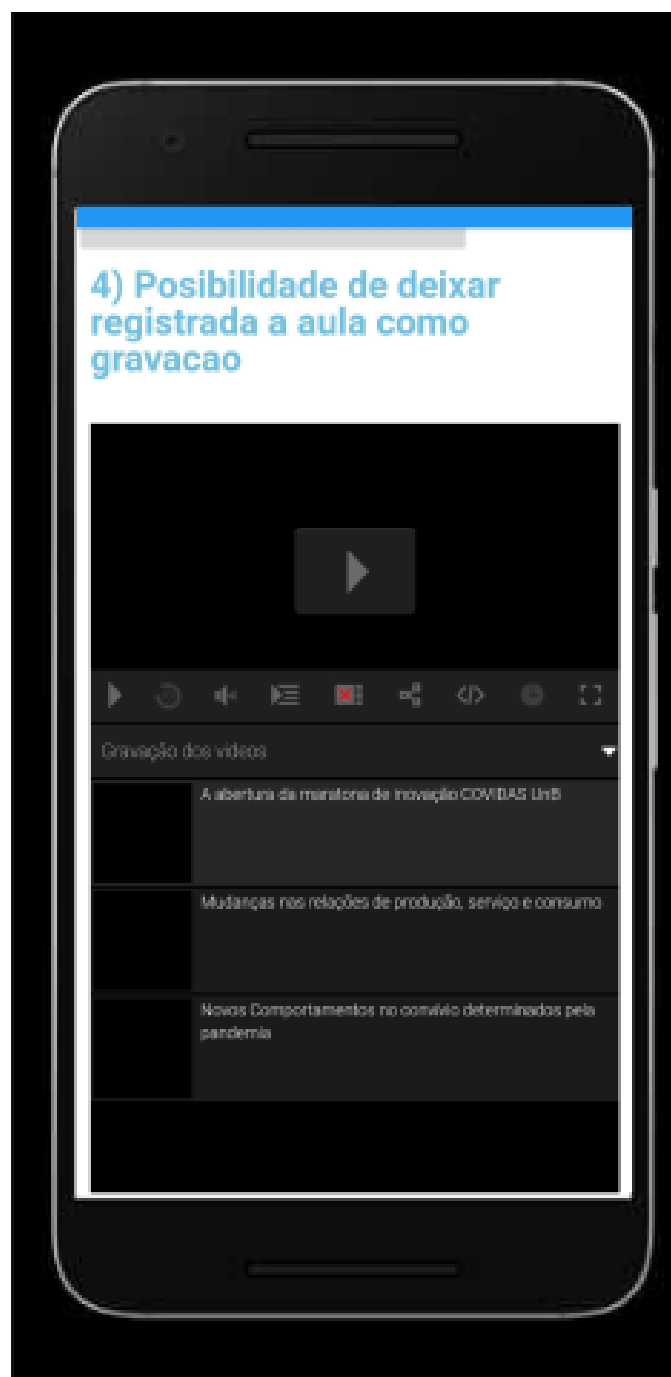 4) Posibilidade de deixar
registrada a aula como
gravacao
Gravação dos vídeos
A abertura da maratona de inovação COVIDAS UnB
Mudanças nas relações de produção, serviço e consumo
Novos Comportamentos no convívio determinados pela
pandemia